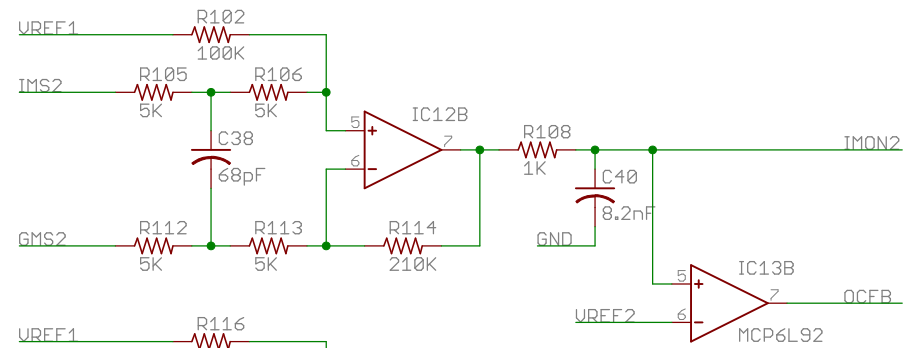 R102
VREF1
100K
IMS2
R105
R106
5K
5K
IC12B
5
7
6
C38
68pF
R108
1K
IMON2
C40
8.2nF
GND
GMS2
R112
R113
R114
5K
5K
210K
IC13B
5
7
6
OCFB
VREF2
MCP6L92
VREF1
R116